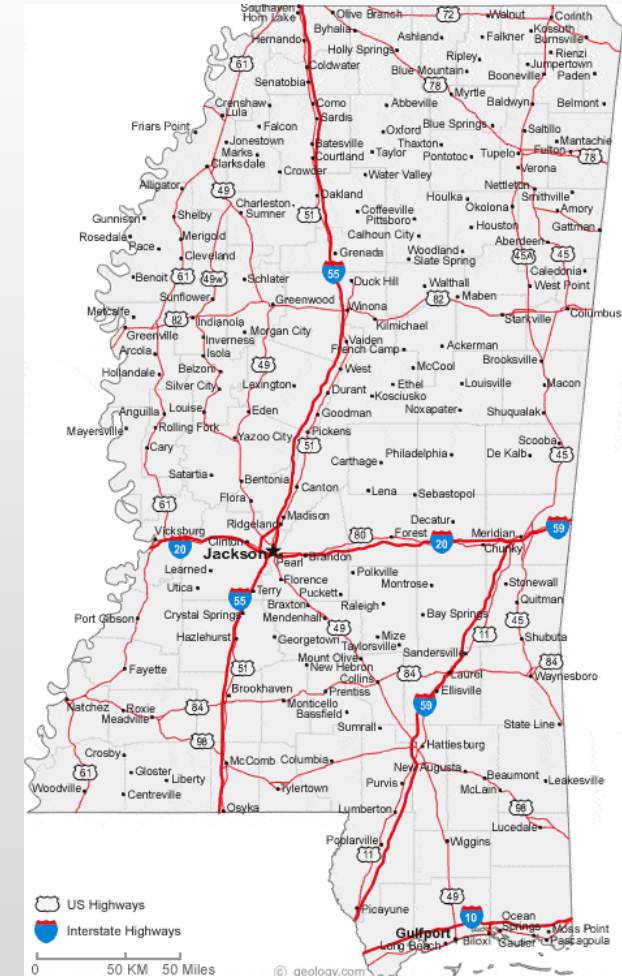 Southaven
Horn Lake
Olive Branch
72
Walnut
Corinth
Hernando
Byhalia
Ashland
Falkner
Kossuth
Burnsville
61
Holly Springs
Ripley
Rienzi
Jumpertown
Coldwater
Blue Mountain
Booneville
Paden
Senatobia
78
Myrtle
Crenshaw
Lula
Como
Abbeville
Baldwyn
Belmont
Sardis
Friars Point
Falcon
Oxford
Blue Springs
Saltillo
Jonestown
Batesville
Thaxton
Mantachie
Marks
Courtland
Taylor
Pontotoc
Tupelo
Fulton
78
Clarksdale
Crowder
Water Valley
Verona
Alligator
49
Oakland
Houlka
Nettleton
Smithville
Charleston
Gunnison
Shelby
Sumner
51
Coffeeville
Pittsboro
Okolona
Amory
Rosedale
Merigold
Calhoun City
Houston
Gattman
Pace
Aberdeen
Cleveland
Grenada
Woodland
45A
45
Slate Spring
Benoit
61
49w
Schlater
55
Duck Hill
Walthall
Caledonia
West Point
Sunflower
Greenwood
82
Maben
Metcalfe
82
Indianola
Winona
Starkville
Columbus
Greenville
Morgan City
Kilmichael
Inverness
Vaiden
Arcola
Isola
French Camp
Ackerman
Hollandale
Belzoni
49
West
McCool
Brooksville
Silver City
Lexington
Ethel
Louisville
Macon
Durant
Kosciusko
Anguilla
Louise
Eden
Goodman
Noxapater
Shuqualak
Mayersville
Rolling Fork
Yazoo City
Pickens
51
Scooba
Cary
Philadelphia
De Kalb
45
Carthage
Satartia
Bentonia
Canton
Lena
Sebastopol
Flora
61
Madison
Decatur
Ridgeland
Vicksburg
Clinton
80
Forest
Meridian
59
20
Jackson
20
Chunky
Pearl
Brandon
Learned
Polkville
Florence
Montrose
Stonewall
Utica
55
Terry
Puckett
Quitman
Braxton
Raleigh
Port Gibson
Crystal Springs
Mendenhall
Bay Springs
45
49
11
Hazlehurst
Georgetown
Mize
Shubuta
Taylorsville
Sandersville
Mount Olive
84
Fayette
51
New Hebron
84
Laurel
Waynesboro
Collins
Brookhaven
Prentiss
Ellisville
Natchez
Roxie
84
Monticello
59
Meadville
Bassfield
State Line
98
Sumrall
Hattiesburg
Crosby
McComb
Columbia
61
Gloster
New Augusta
Liberty
Beaumont
Leakesville
Woodville
Centreville
Tylertown
Purvis
McLain
Osyka
Lumberton
98
Lucedale
Poplarville
Wiggins
11
49
Picayune
10
Ocean
Springs
Gulfport
Moss Point
Long Beach
Biloxi
Gautier
Pascagoula
US Highways
Interstate Highways
0
50 KM
50 Miles
© geology.com